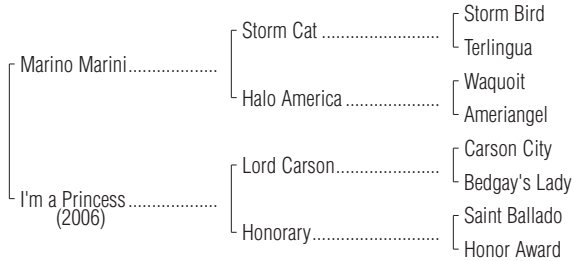 Storm Bird
Storm Cat ........................
Terlingua
Marino Marini..................
Waquoit
Halo America ...................
Ameriangel
Carson City
Lord Carson.....................
Bedgay's Lady
I'm a Princess..................
(2006)
Saint Ballado
Honorary.........................
Honor Award